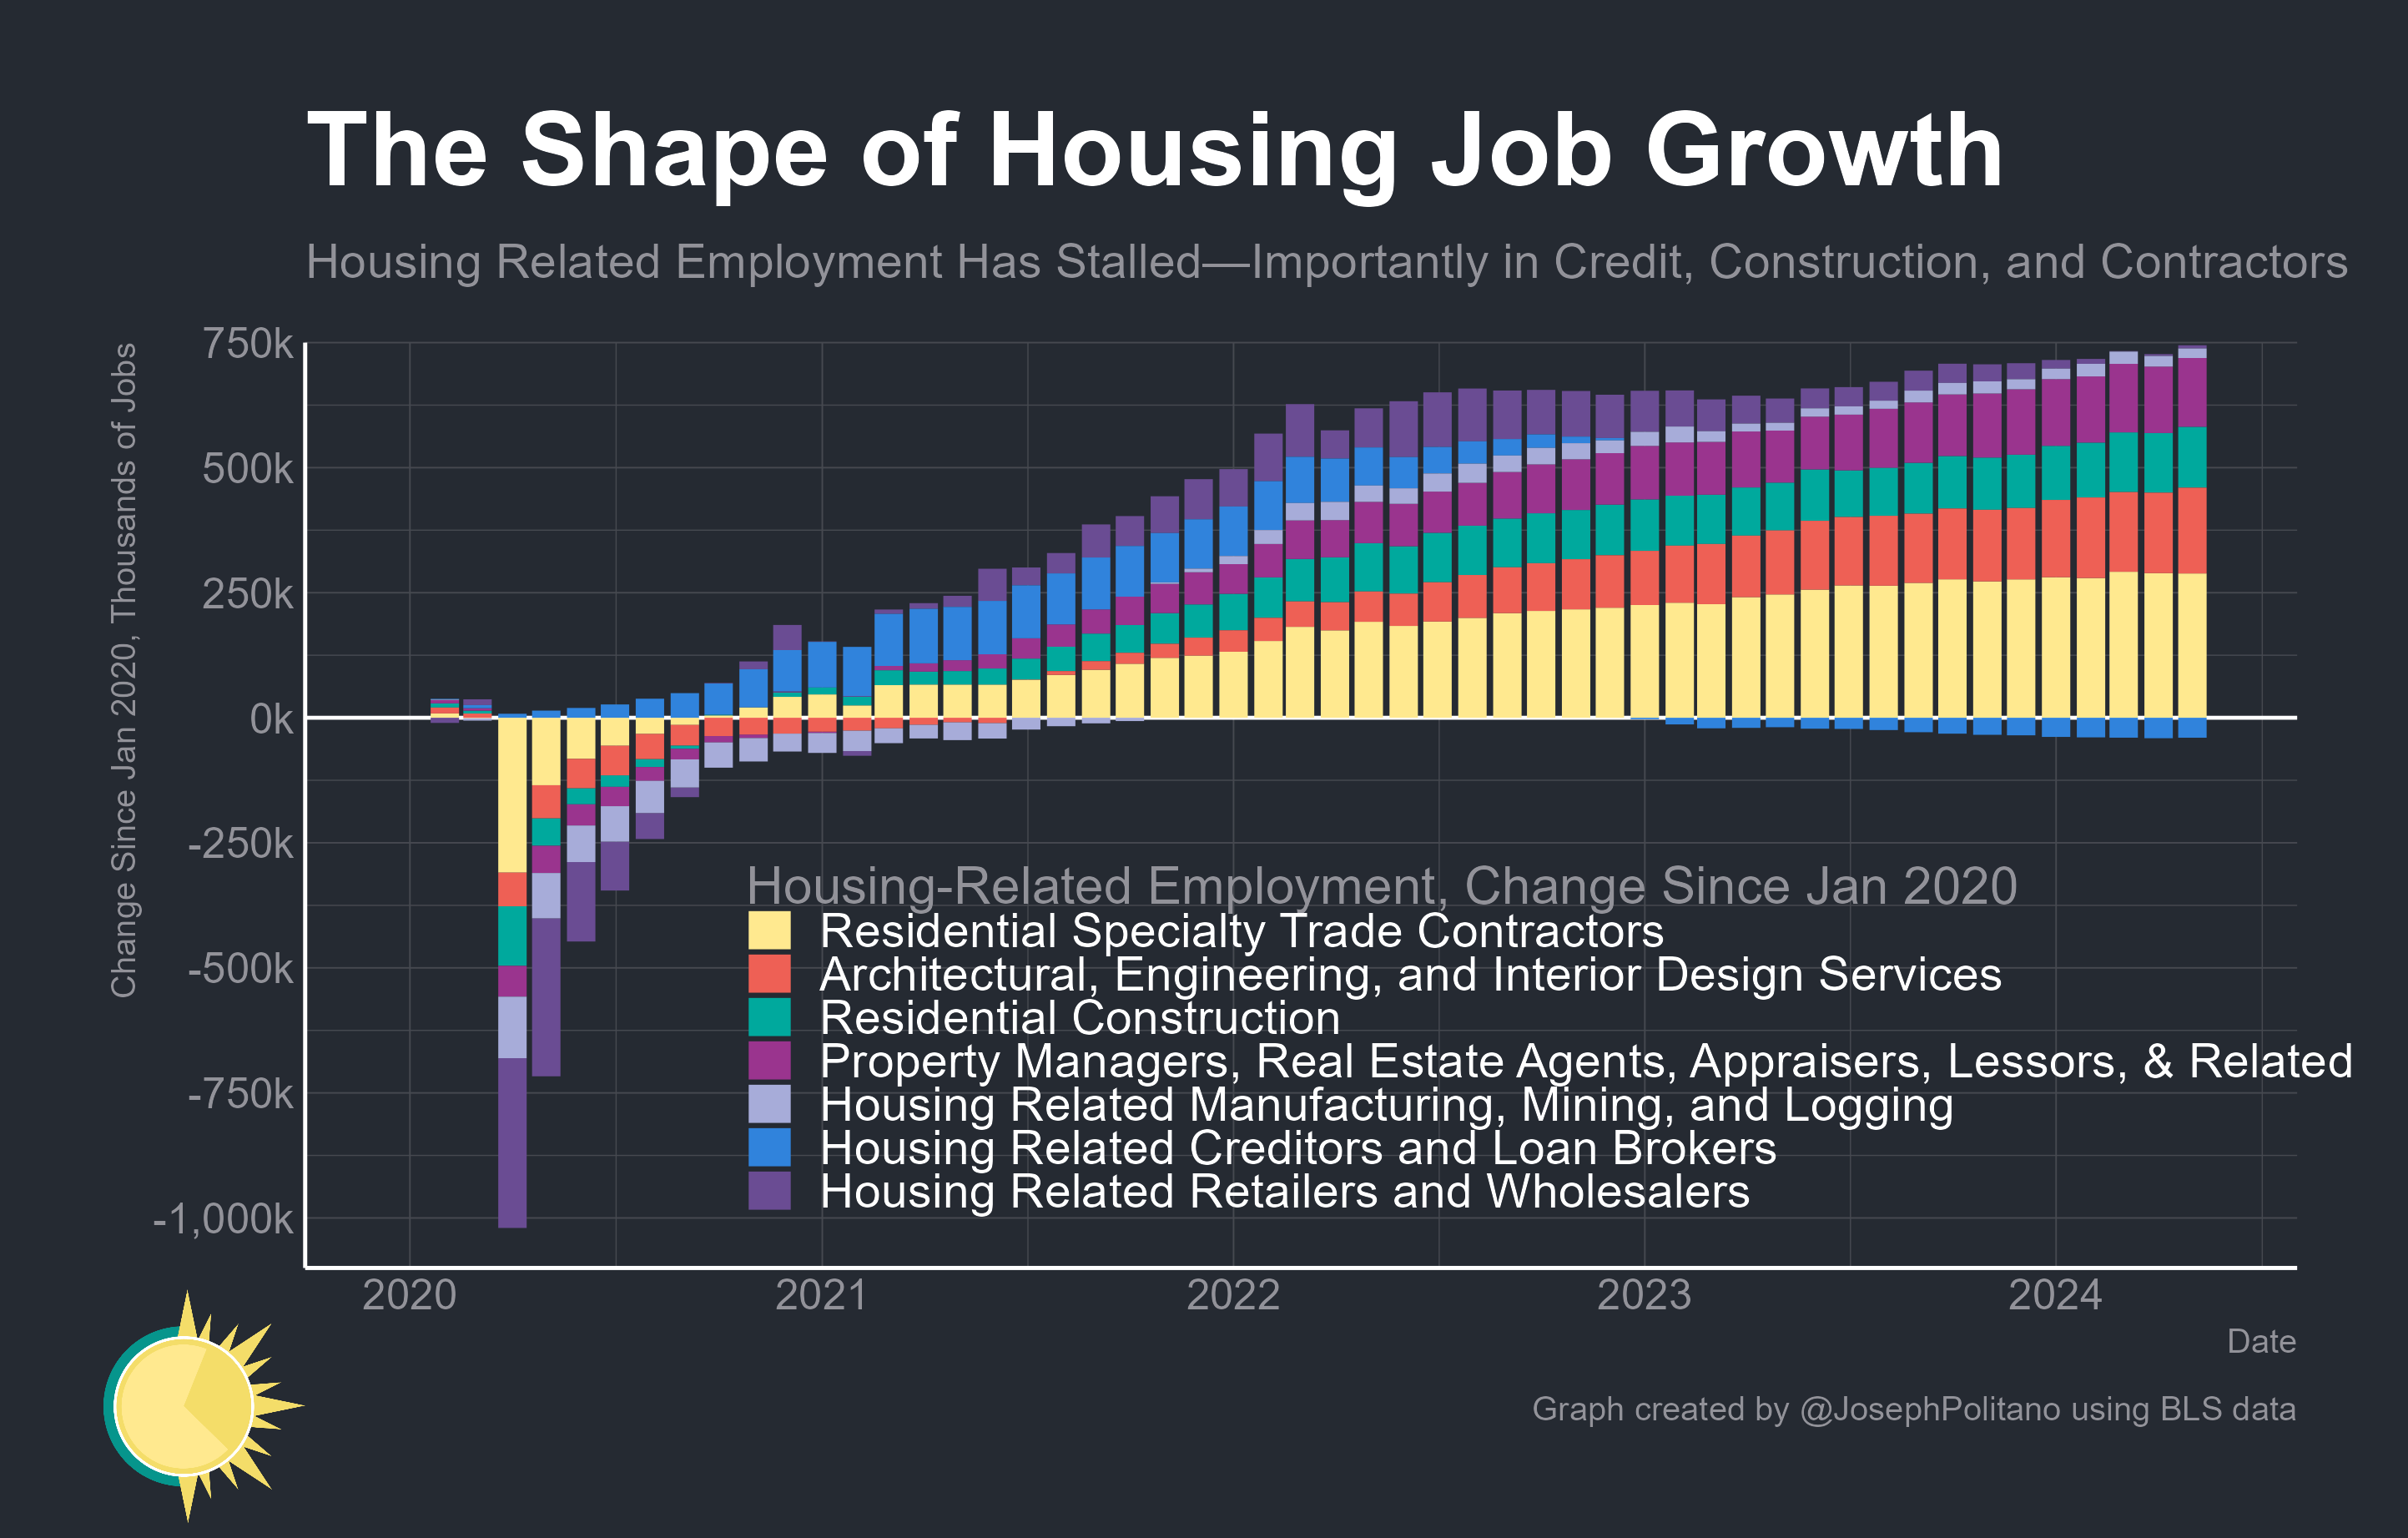 The Shape of Housing Job Growth
Housing Related Employment Has Stalled—Importantly in Credit, Construction, and Contractors
Change Since Jan 2020, Thousands of Jobs
750k
500k
250k
0k
-250k
-500k
-750k
-1,000k
Housing-Related Employment, Change Since Jan 2020
Residential Specialty Trade Contractors
Architectural, Engineering, and Interior Design Services
Residential Construction
Property Managers, Real Estate Agents, Appraisers, Lessors, & Related
Housing Related Manufacturing, Mining, and Logging
Housing Related Creditors and Loan Brokers
Housing Related Retailers and Wholesalers
2020 2021 2022 2023 2024
Date
Graph created by @JosephPolitano using BLS data